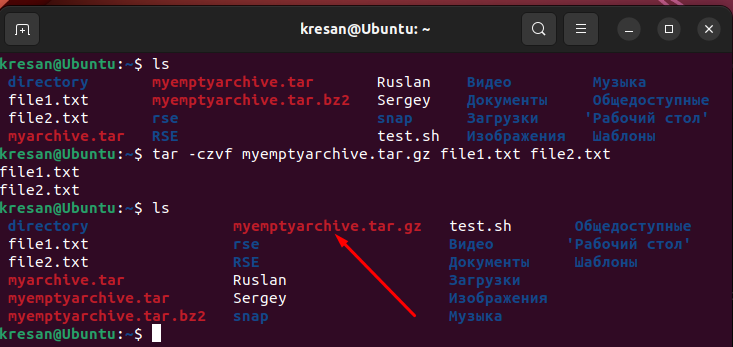 kresan@Ubuntu: ~
kresan@Ubuntu:~$ ls
directory myemptyarchive.tar Ruslan Видео Музыка
file1.txt myemptyarchive.tar.bz2 Sergey Документы Общедоступные
file2.txt rse snap Загрузки 'Рабочий стол'
myarchive.tar RSE test.sh Изображения Шаблоны
kresan@Ubuntu:~$ tar -czvf myemptyarchive.tar.gz file1.txt file2.txt
file1.txt
file2.txt
kresan@Ubuntu:~$ ls
directory myemptyarchive.tar.gz test.sh Общедоступные
file1.txt rse Видео 'Рабочий стол'
file2.txt RSE Документы Шаблоны
myarchive.tar Ruslan Загрузки
myemptyarchive.tar Sergey Изображения
myemptyarchive.tar.bz2 snap Музыка
kresan@Ubuntu:~$